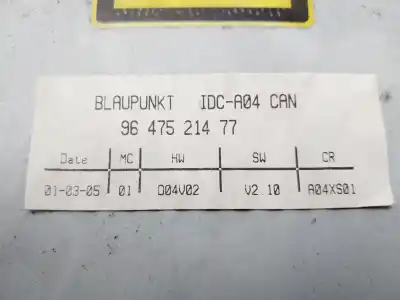 BLAUPUNKT IDC-A04 CAN
96 475 214 77
Date MC HW SW CR
01-03-05 01 D04V02 V2 10 A04XS01